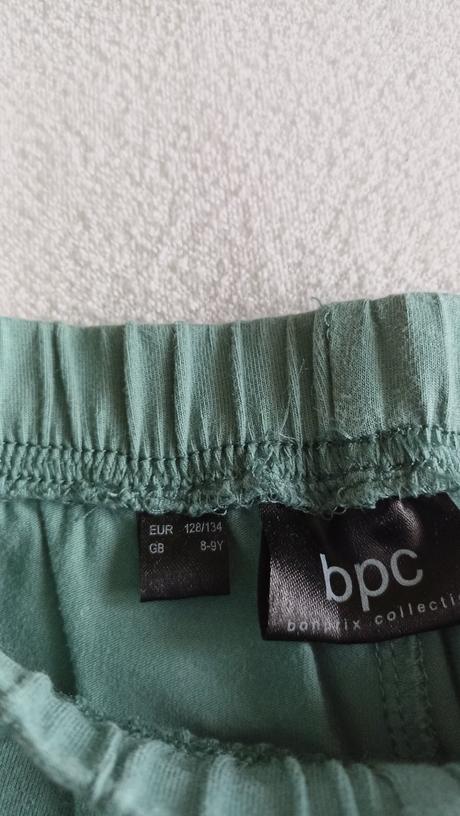 EUR 128/134
GB 8-9Y
bpc
bonprix collecti